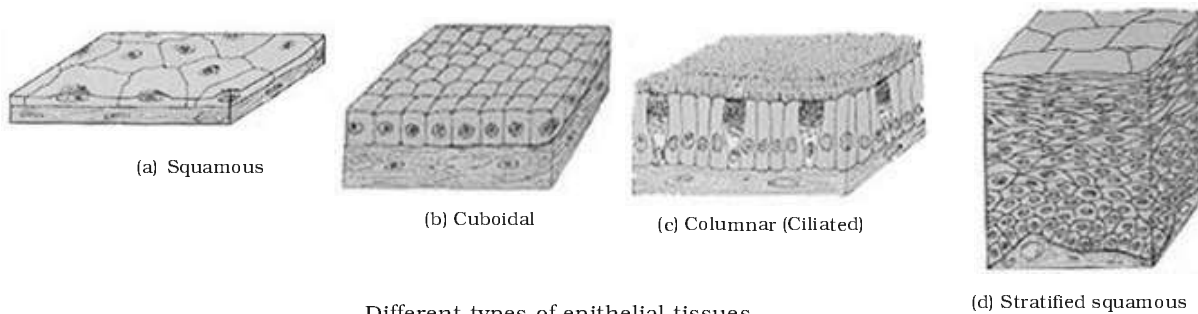 (a) Squamous
(b) Cuboidal
(c) Columnar (Ciliated)
(d) Stratified squamous
Different types of epithelial tissues